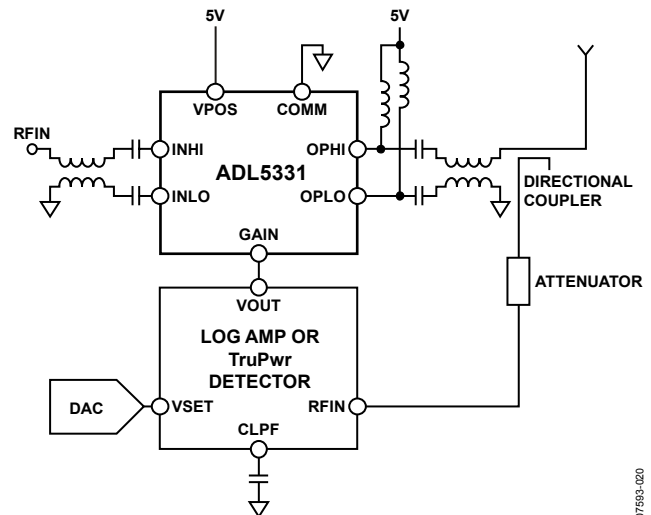 5V
5V
VPOS
COMM
RFIN
INHI
OPHI
ADL5331
INLO
OPLO
DIRECTIONAL
COUPLER
GAIN
ATTENUATOR
VOUT
LOG AMP OR
TruPwr
DETECTOR
DAC
VSET
RFIN
CLPF
07593-020